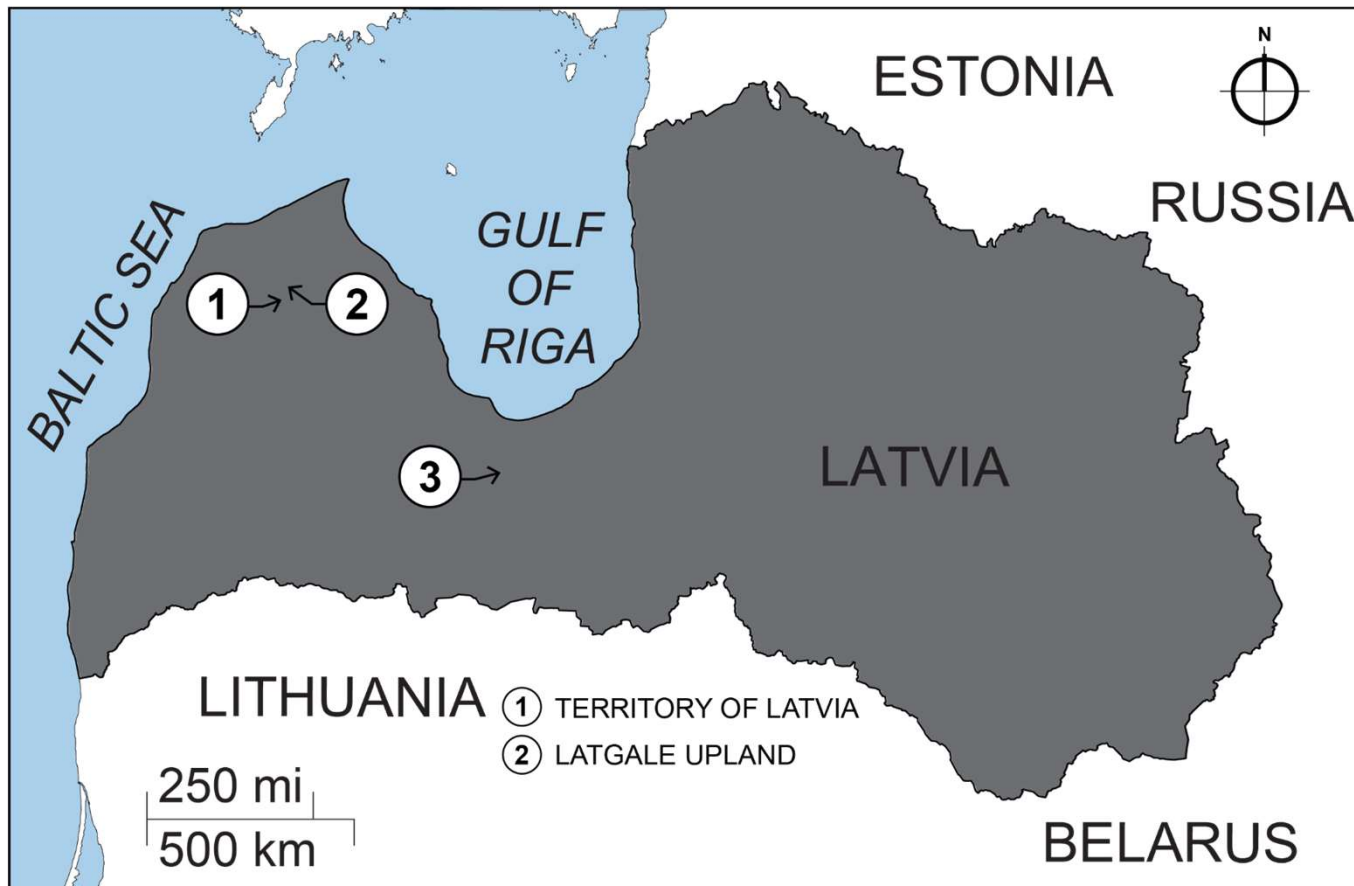 N
ESTONIA
RUSSIA
BALTIC SEA
GULF
OF
RIGA
1
2
3
LATVIA
LITHUANIA
1 TERRITORY OF LATVIA
2 LATGALE UPLAND
250 mi
500 km
BELARUS